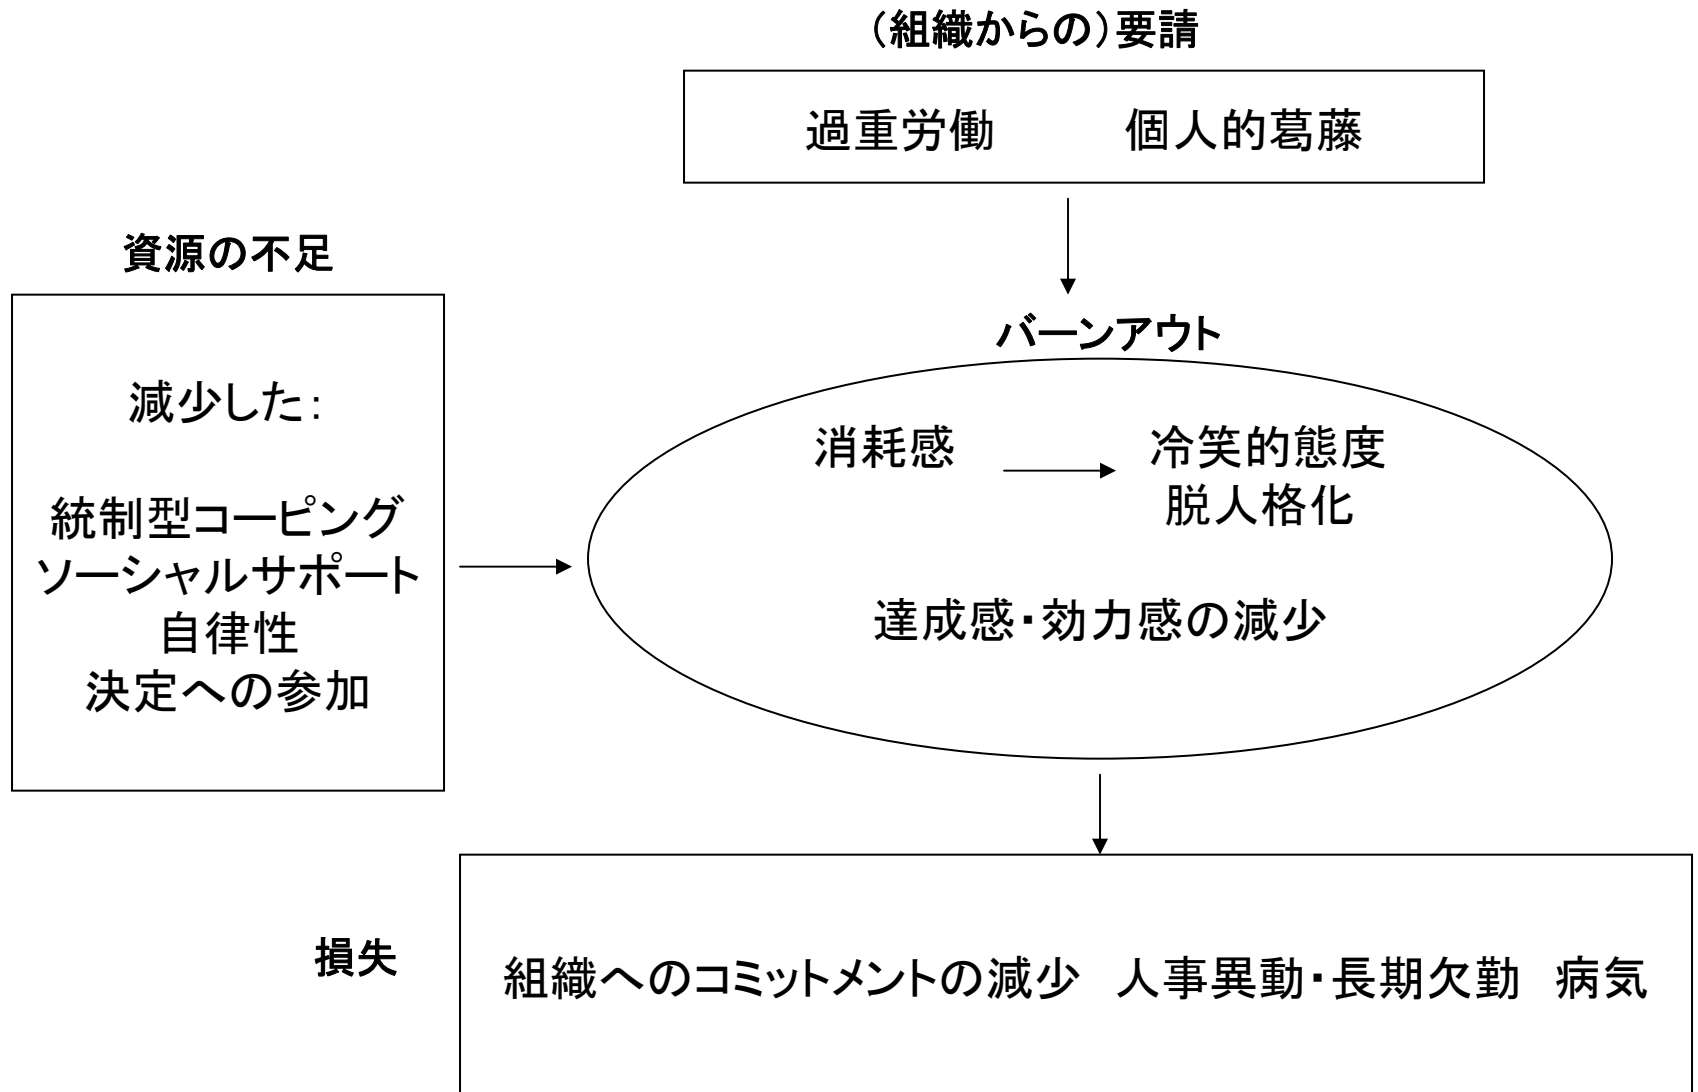 （組織からの）要請
過重労働　個人的葛藤
資源の不足
減少した：
統制型コーピング
ソーシャルサポート
自律性
決定への参加
バーンアウト
消耗感　冷笑的態度
脱人格化
達成感・効力感の減少
損失
組織へのコミットメントの減少　人事異動・長期欠勤　病気